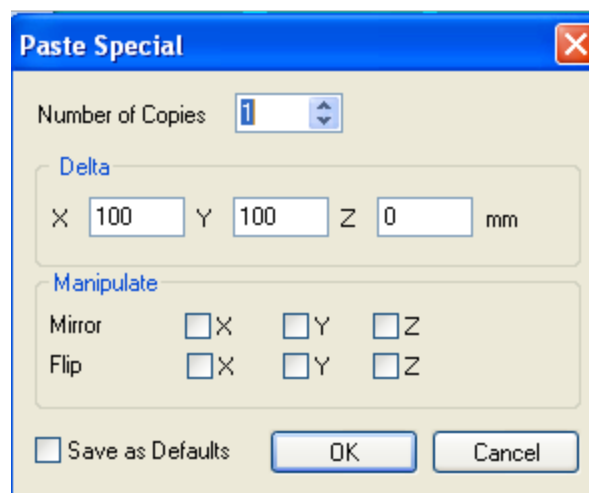 Paste Special
Number of Copies 1
Delta
X 100 Y 100 Z 0 mm
Manipulate
Mirror X Y Z
Flip X Y Z
Save as Defaults OK Cancel